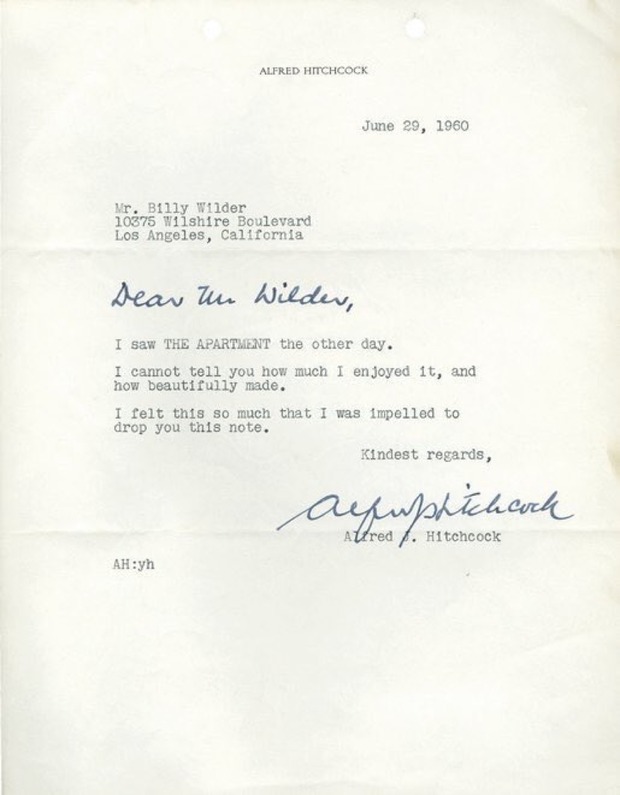 ALFRED HITCHCOCK
June 29, 1960
Mr. Billy Wilder
10375 Wilshire Boulevard
Los Angeles, California
Dear Mr Wilder,
I saw THE APARTMENT the other day.
I cannot tell you how much I enjoyed it, and
how beautifully made.
I felt this so much that I was impelled to
drop you this note.
Kindest regards,
Alfred J Hitchcock
Alfred J. Hitchcock
AH:yh